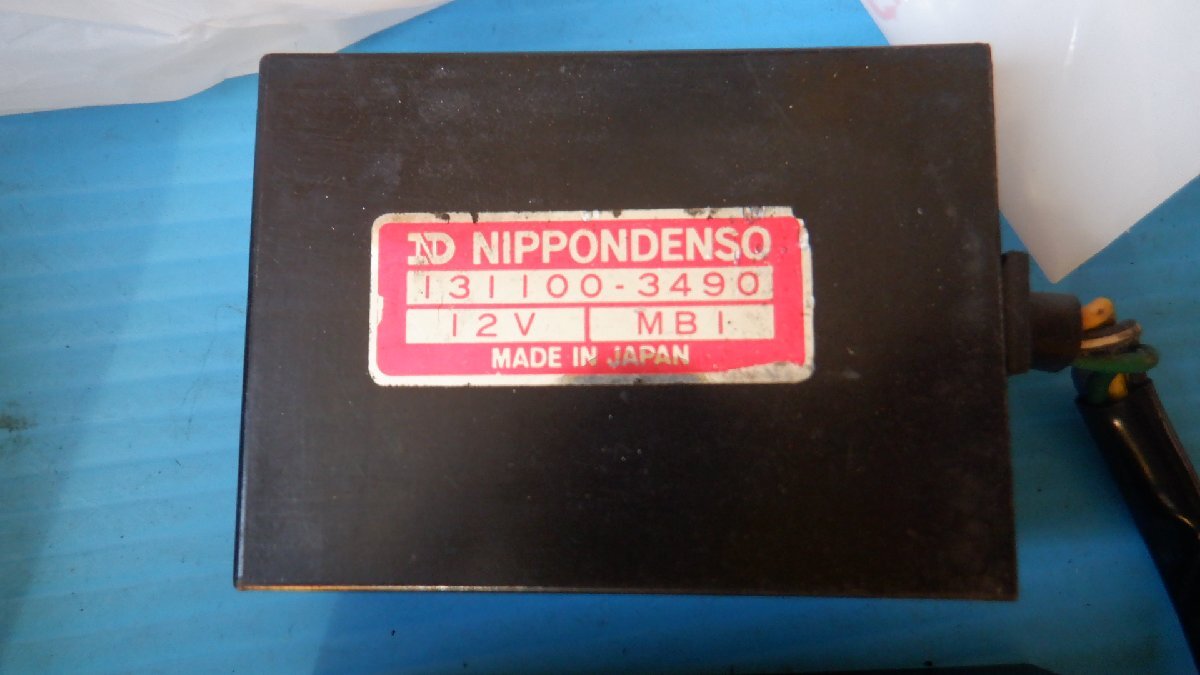 ND NIPPONDENSO
131100-3490
12V MB1
MADE IN JAPAN